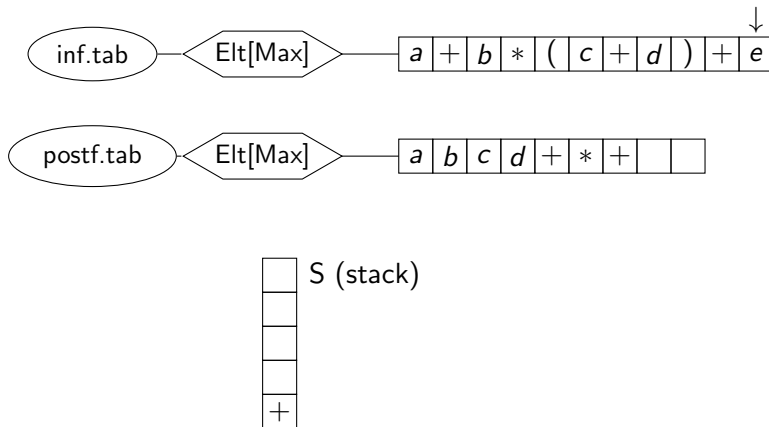 ↓
inf.tab Elt[Max] a + b * ( c + d ) + e
postf.tab Elt[Max] a b c d + * +
S (stack)
+